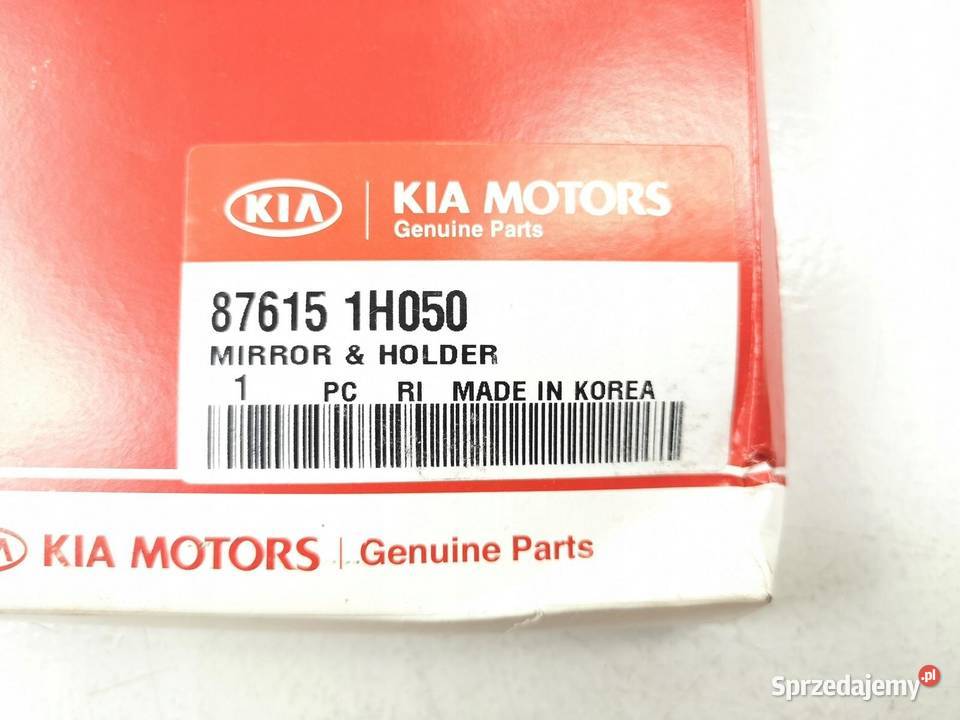 KIA KIA MOTORS
Genuine Parts
87615 1H050
MIRROR & HOLDER
1 PC RI MADE IN KOREA
KIA MOTORS Genuine Parts
Sprzedajemy.pl